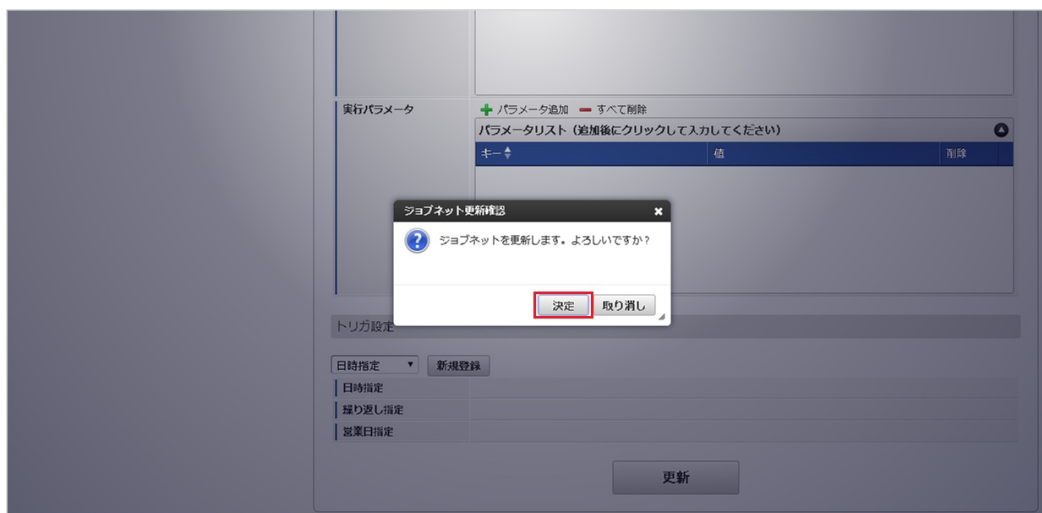 実行パラメータ
パラメータ追加 すべて削除
パラメータリスト（追加後にクリックして入力してください）
キー 値 削除
ジョブネット更新確認
ジョブネットを更新します。よろしいですか？
決定 取り消し
トリガ設定
日時指定 新規登録
日時指定
繰り返し指定
営業日指定
更新